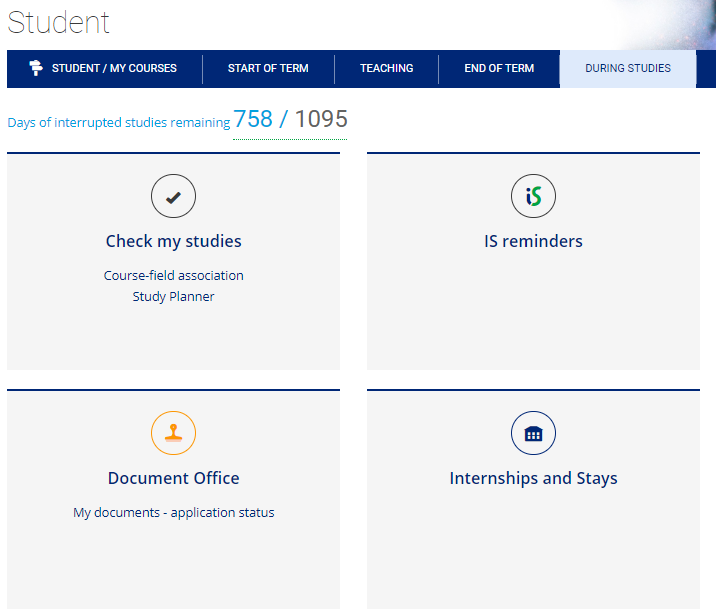 Student
STUDENT / MY COURSES START OF TERM TEACHING END OF TERM DURING STUDIES
Days of interrupted studies remaining 758 / 1095
Check my studies
Course-field association
Study Planner
iS
IS reminders
Document Office
My documents - application status
Internships and Stays